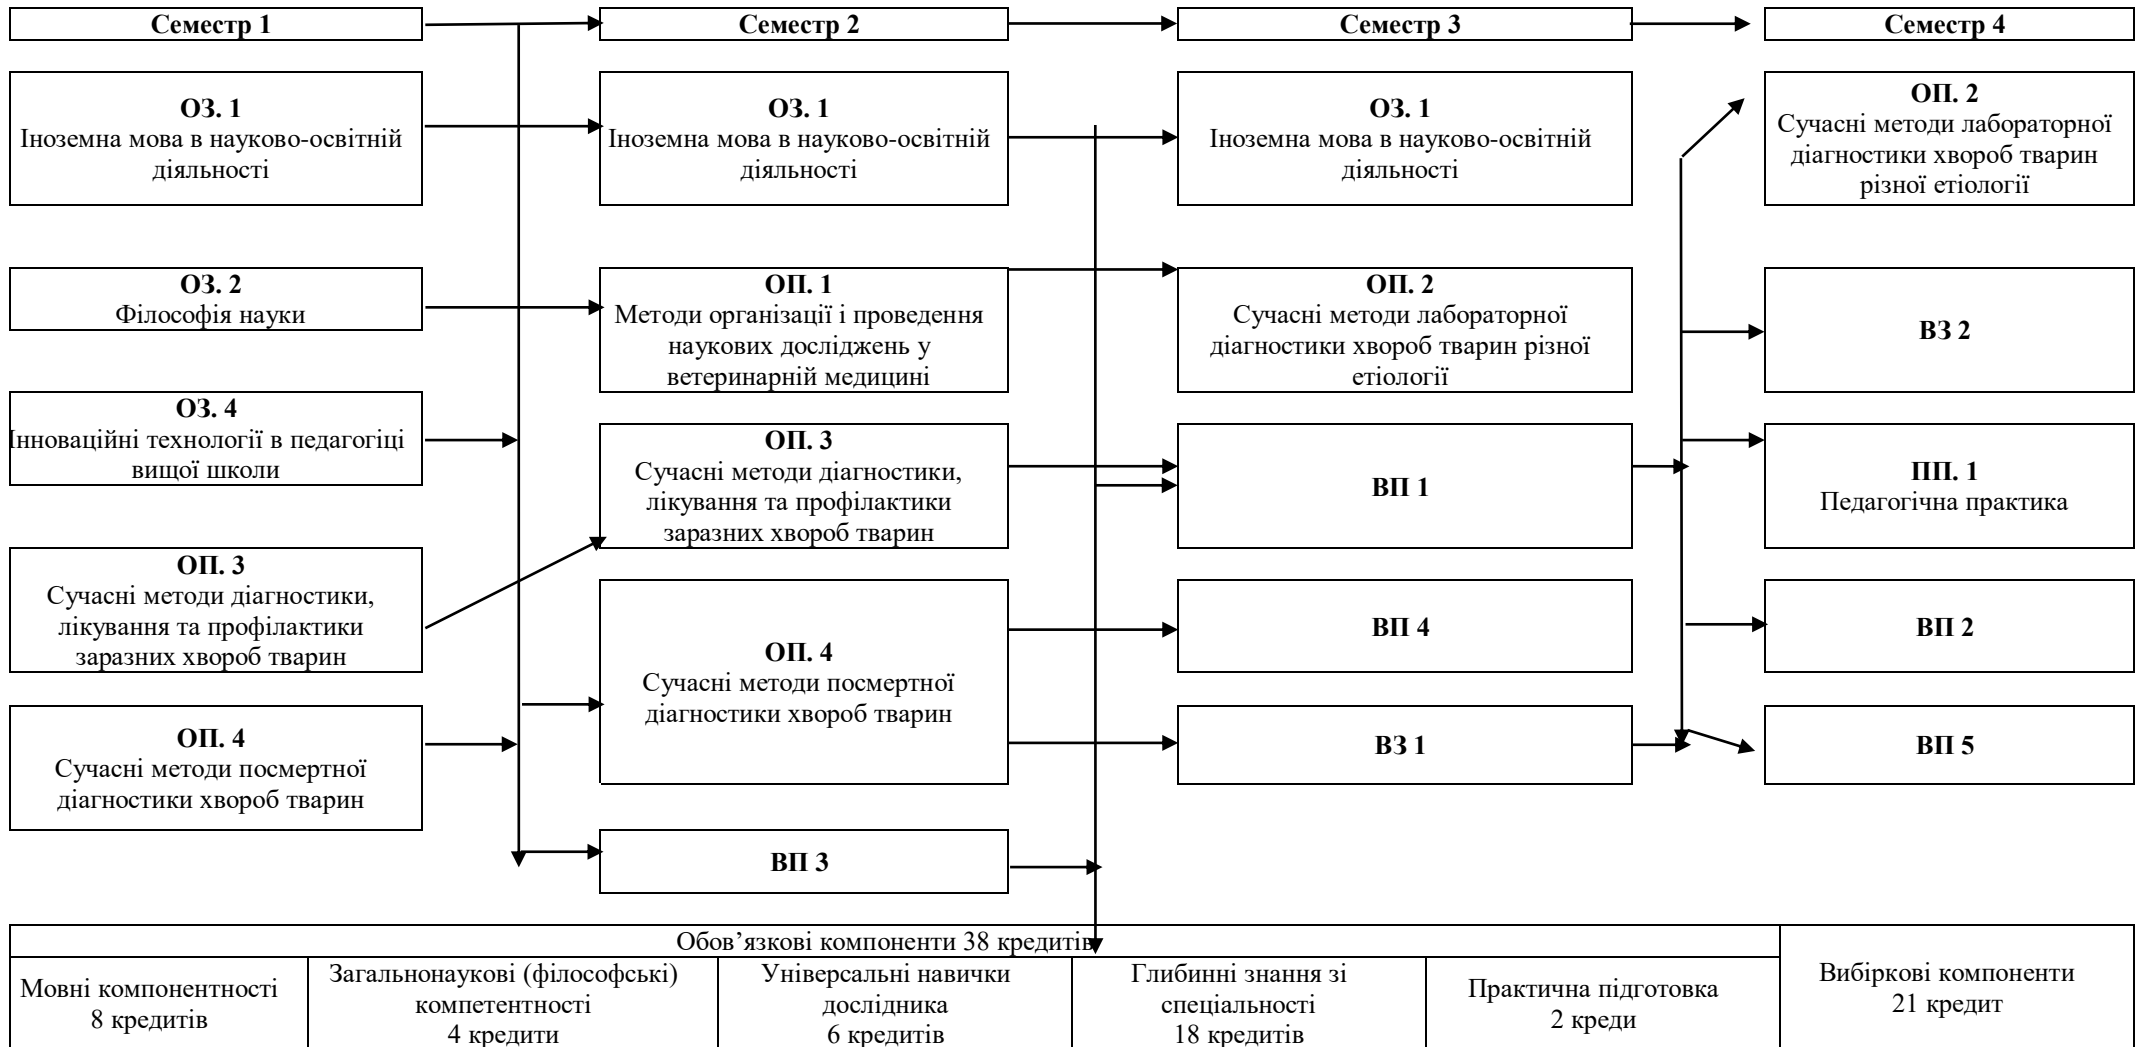 Семестр 1
Семестр 2
Семестр 3
Семестр 4
ОЗ. 1
Іноземна мова в науково-освітній
діяльності
ОЗ. 1
Іноземна мова в науково-освітній
діяльності
ОЗ. 1
Іноземна мова в науково-освітній
діяльності
ОП. 2
Сучасні методи лабораторної
діагностики хвороб тварин
різної етіології
ОЗ. 2
Філософія науки
ОП. 1
Методи організації і проведення
наукових досліджень у
ветеринарній медицині
ОП. 2
Сучасні методи лабораторної
діагностики хвороб тварин різної
етіології
ВЗ 2
ОЗ. 4
Інноваційні технології в педагогіці
вищої школи
ОП. 3
Сучасні методи діагностики,
лікування та профілактики
заразних хвороб тварин
ВП 1
ПП. 1
Педагогічна практика
ОП. 3
Сучасні методи діагностики,
лікування та профілактики
заразних хвороб тварин
ОП. 4
Сучасні методи посмертної
діагностики хвороб тварин
ВП 4
ВП 2
ОП. 4
Сучасні методи посмертної
діагностики хвороб тварин
ВЗ 1
ВП 5
ВП 3
Обов’язкові компоненти 38 кредитів
Мовні компонентності
8 кредитів
Загальнонаукові (філософські)
компетентності
4 кредити
Універсальні навички
дослідника
6 кредитів
Глибинні знання зі
спеціальності
18 кредитів
Практична підготовка
2 креди
Вибіркові компоненти
21 кредит